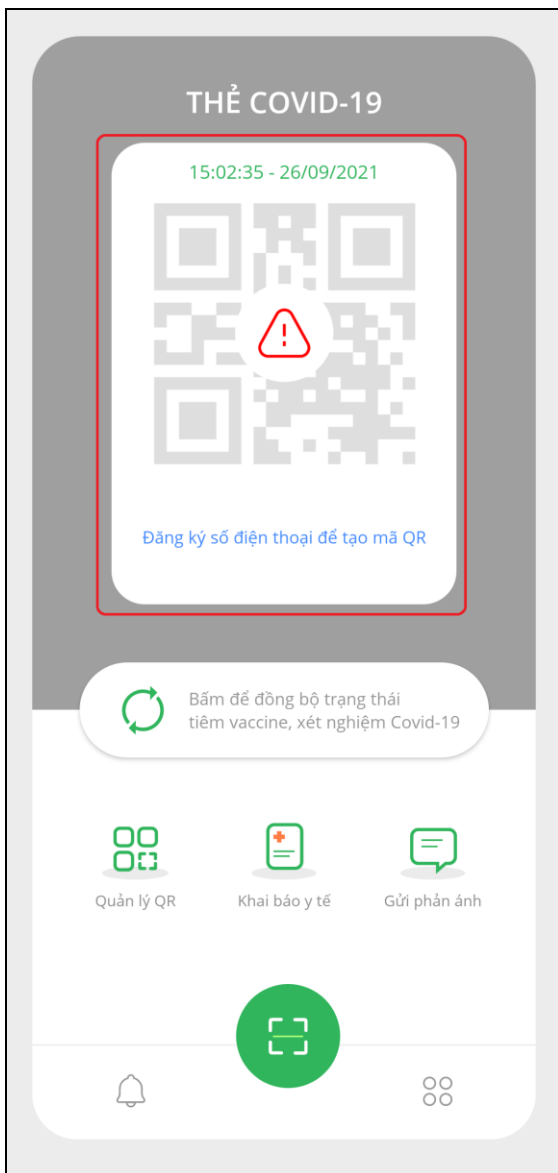 THẺ COVID-19
15:02:35 - 26/09/2021
Đăng ký số điện thoại để tạo mã QR
Bấm để đồng bộ trạng thái
tiêm vaccine, xét nghiệm Covid-19
Quản lý QR
Khai báo y tế
Gửi phản ánh